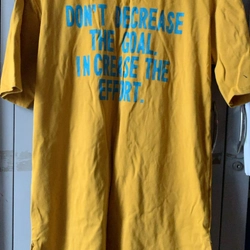 DON'T DECREASE
THE GOAL.
INCREASE THE
EFFORT.